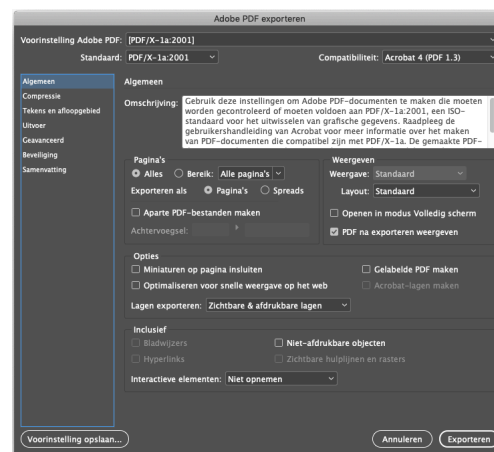 Adobe PDF exporteren
Voorinstelling Adobe PDF: [PDF/X-1a:2001]
Standaard: PDF/X-1a:2001 Compatibiliteit: Acrobat 4 (PDF 1.3)
Algemeen
Compressie
Tekens en afloopgebied
Uitvoer
Geavanceerd
Beveiliging
Samenvatting
Algemeen
Omschrijving: Gebruik deze instellingen om Adobe PDF-documenten te maken die moeten
worden gecontroleerd of moeten voldoen aan PDF/X-1a:2001, een ISO-
standaard voor het uitwisselen van grafische gegevens. Raadpleeg de
gebruikershandleiding van Acrobat voor meer informatie over het maken
van PDF-documenten die compatibel zijn met PDF/X-1a. De gemaakte PDF-
Pagina's
Alles Bereik: Alle pagina's
Exporteren als Pagina's Spreads
Aparte PDF-bestanden maken
Achtervoegsel:
Weergeven
Weergave: Standaard
Layout: Standaard
Openen in modus Volledig scherm
PDF na exporteren weergeven
Opties
Miniaturen op pagina insluiten Gelabelde PDF maken
Optimaliseren voor snelle weergave op het web Acrobat-lagen maken
Lagen exporteren: Zichtbare & afdrukbare lagen
Inclusief
Bladwijzers Niet-afdrukbare objecten
Hyperlinks Zichtbare hulplijnen en rasters
Interactieve elementen: Niet opnemen
Voorinstelling opslaan... Annuleren Exporteren